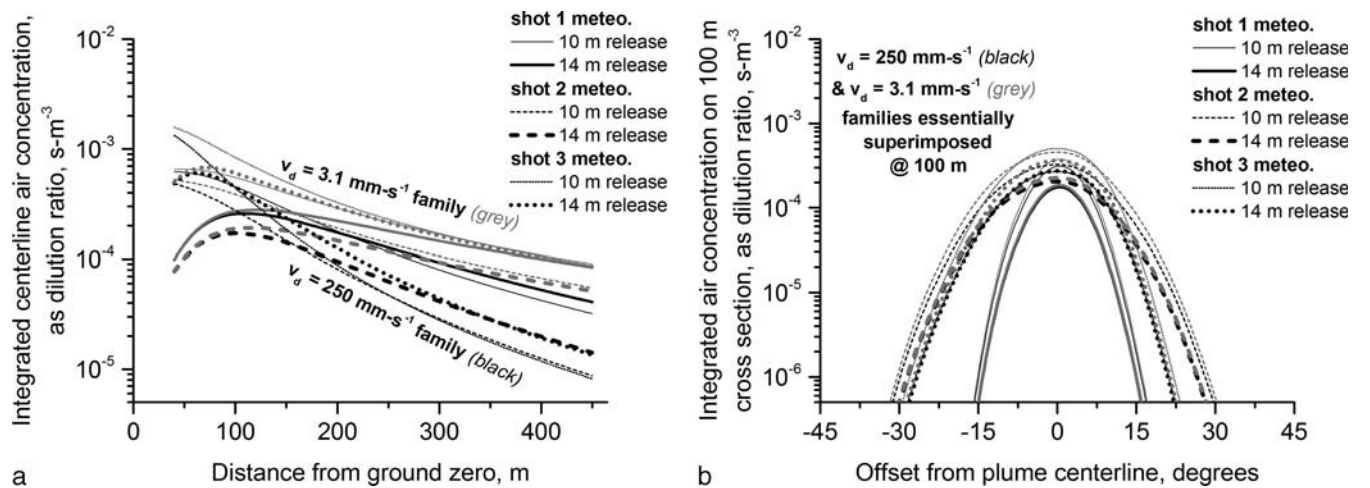 Integrated centerline air concentration,
as dilution ratio, s-m⁻³
10⁻²
10⁻³
10⁻⁴
10⁻⁵
0
100
200
300
400
Distance from ground zero, m
v_d = 3.1 mm-s⁻¹ family (grey)
v_d = 250 mm-s⁻¹ family (black)
shot 1 meteo.
10 m release
14 m release
shot 2 meteo.
10 m release
14 m release
shot 3 meteo.
10 m release
14 m release
a
Integrated air concentration on 100 m
cross section, as dilution ratio, s-m⁻³
10⁻²
10⁻³
10⁻⁴
10⁻⁵
10⁻⁶
-45
-30
-15
0
15
30
45
Offset from plume centerline, degrees
v_d = 250 mm-s⁻¹ (black)
& v_d = 3.1 mm-s⁻¹ (grey)
families essentially
superimposed
@ 100 m
shot 1 meteo.
10 m release
14 m release
shot 2 meteo.
10 m release
14 m release
shot 3 meteo.
10 m release
14 m release
b